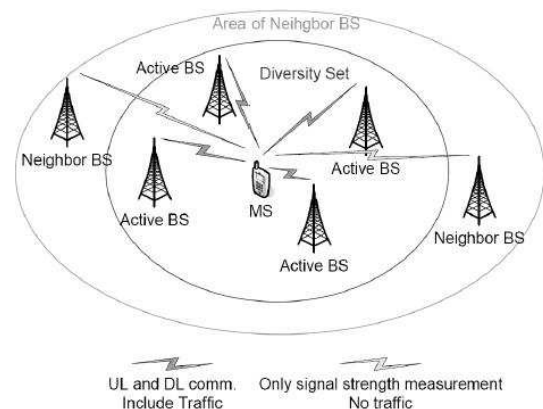 Area of Neihgbor BS
Active BS
Diversity Set
Neighbor BS
Active BS
Active BS
MS
Neighbor BS
Active BS
UL and DL comm.
Include Traffic
Only signal strength measurement
No traffic